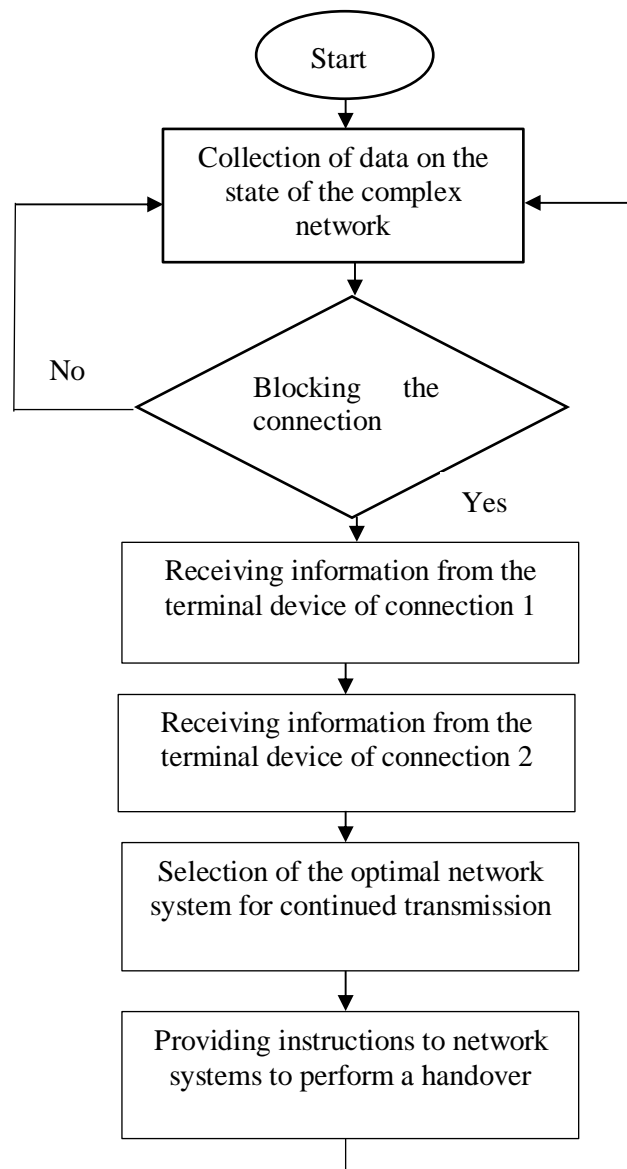 Start
Collection of data on the
state of the complex
network
No
Blocking the
connection
Yes
Receiving information from the
terminal device of connection 1
Receiving information from the
terminal device of connection 2
Selection of the optimal network
system for continued transmission
Providing instructions to network
systems to perform a handover